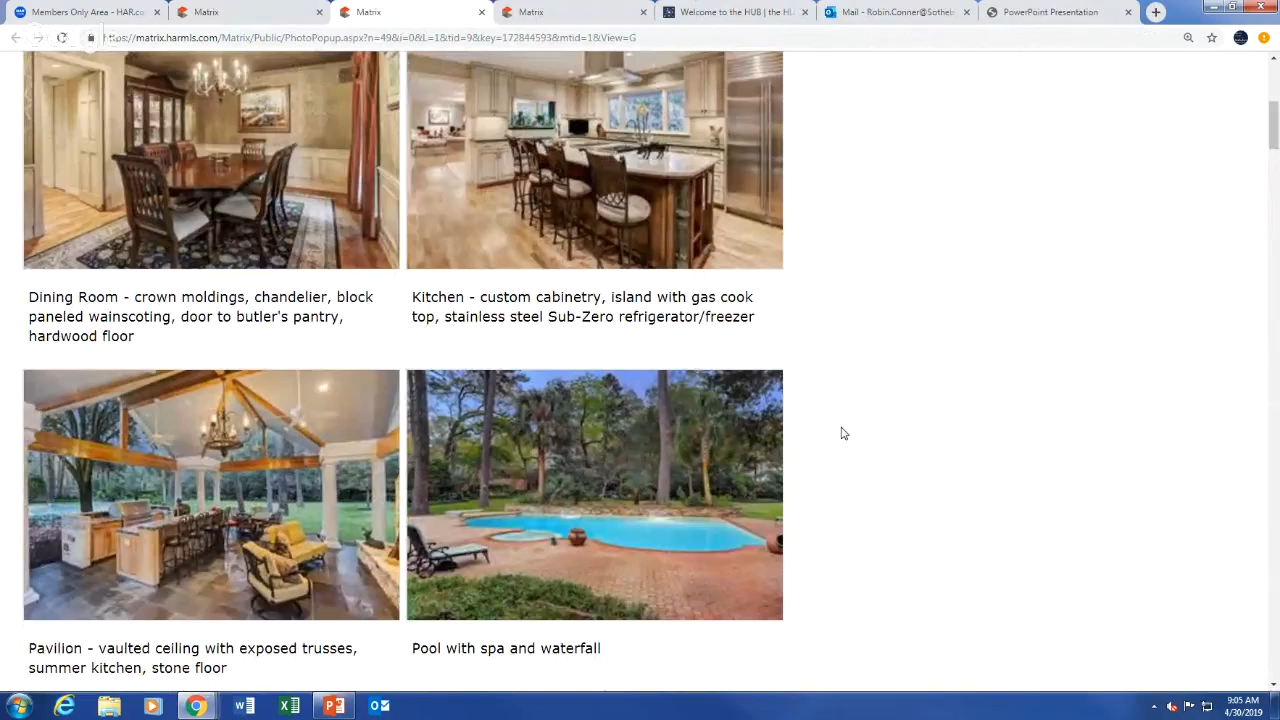 Members Only Area - HAR.co
Matrix
Matrix
Matrix
Welcome to the HUB | the HU
Mail - Robin.Conner@Sothel
PowerPoint Presentation
https://matrix.harmls.com/Matrix/Public/PhotoPopup.aspx?n=49&i=0&L=1&tid=9&key=172844593&mtid=1&View=G
Dining Room - crown moldings, chandelier, block
paneled wainscoting, door to butler's pantry,
hardwood floor
Kitchen - custom cabinetry, island with gas cook
top, stainless steel Sub-Zero refrigerator/freezer
Pavilion - vaulted ceiling with exposed trusses,
summer kitchen, stone floor
Pool with spa and waterfall
9:05 AM
4/30/2019